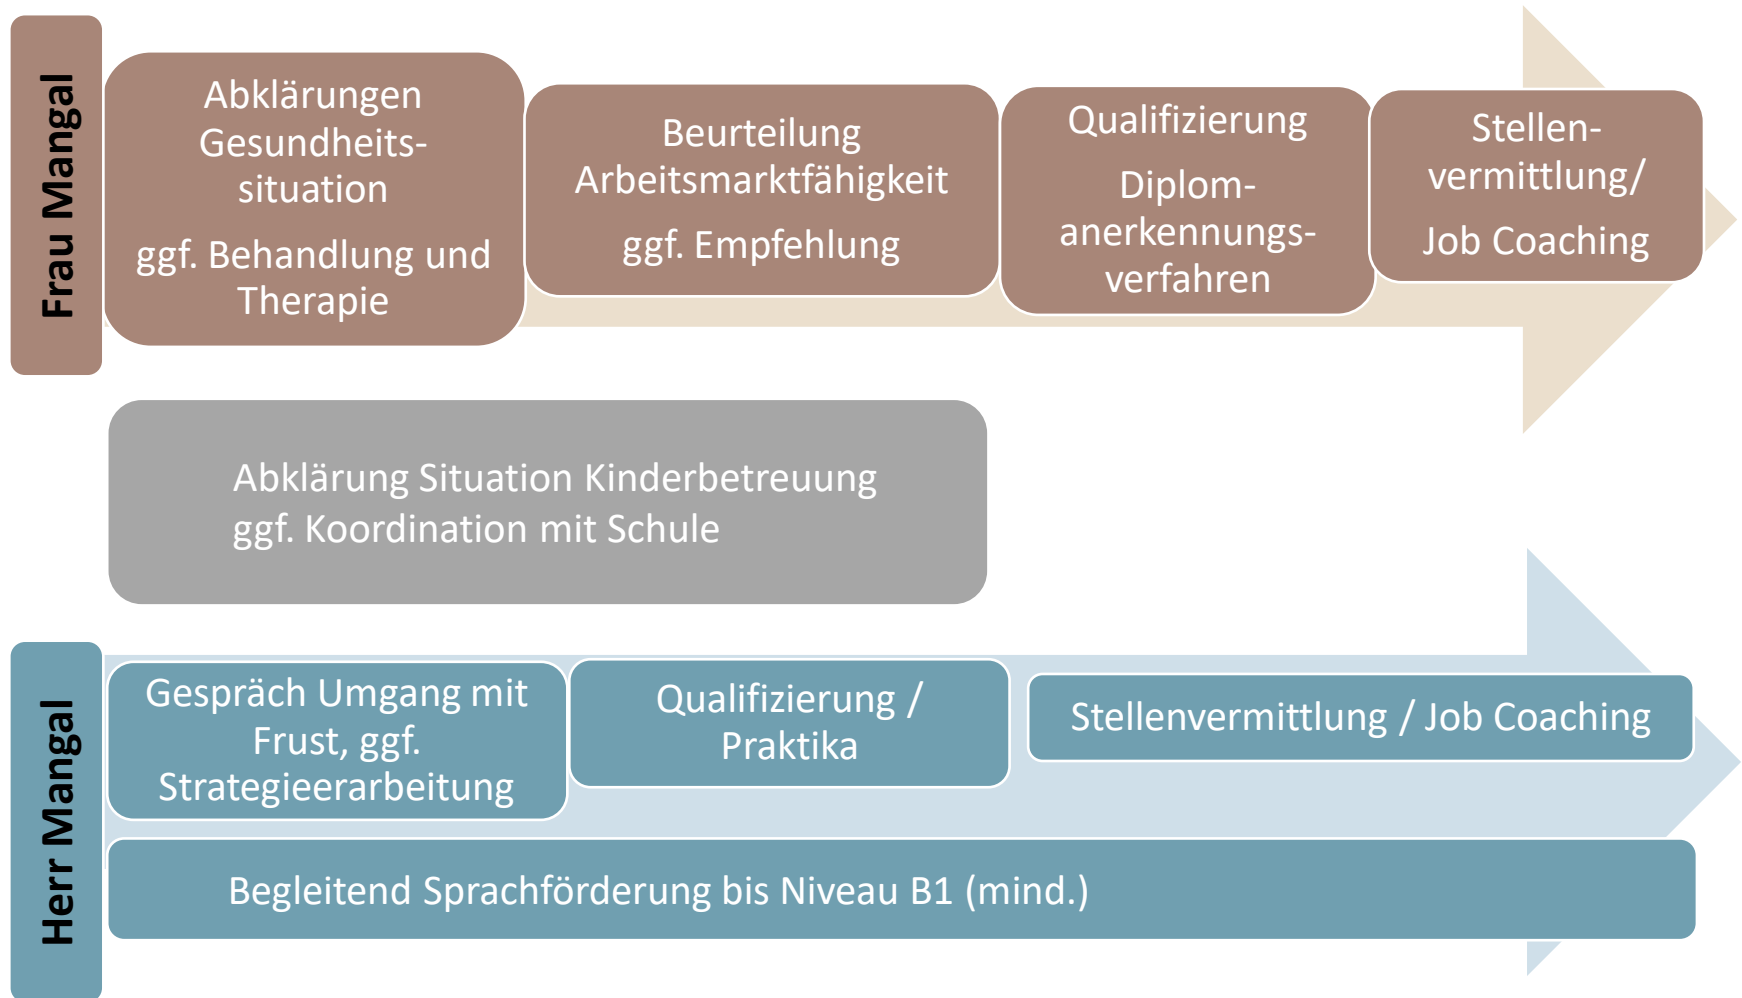 Frau Mangal
Abklärungen
Gesundheits-
situation
ggf. Behandlung und
Therapie
Beurteilung
Arbeitsmarktfähigkeit
ggf. Empfehlung
Qualifizierung
Diplom-
anerkennungs-
verfahren
Stellen-
vermittlung/
Job Coaching
Abklärung Situation Kinderbetreuung
ggf. Koordination mit Schule
Herr Mangal
Gespräch Umgang mit
Frust, ggf.
Strategieerarbeitung
Qualifizierung /
Praktika
Stellenvermittlung / Job Coaching
Begleitend Sprachförderung bis Niveau B1 (mind.)